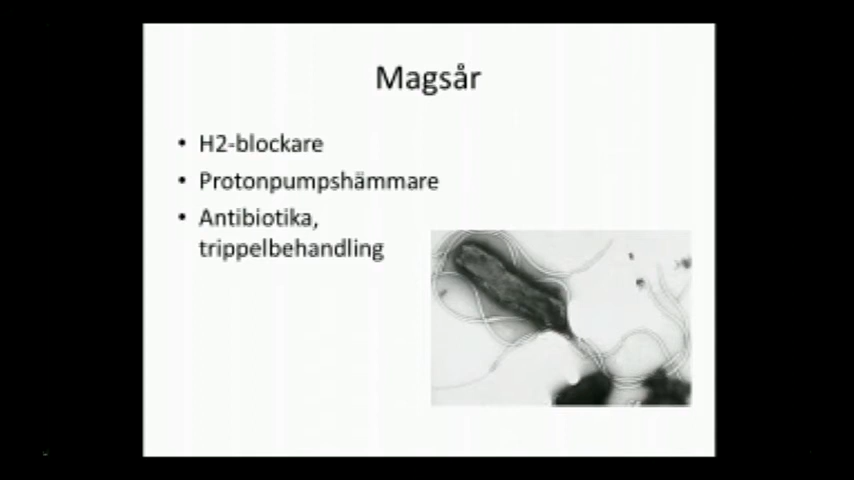 Magsår
• H2-blockare
• Protonpumpshämmare
• Antibiotika,
trippelbehandling